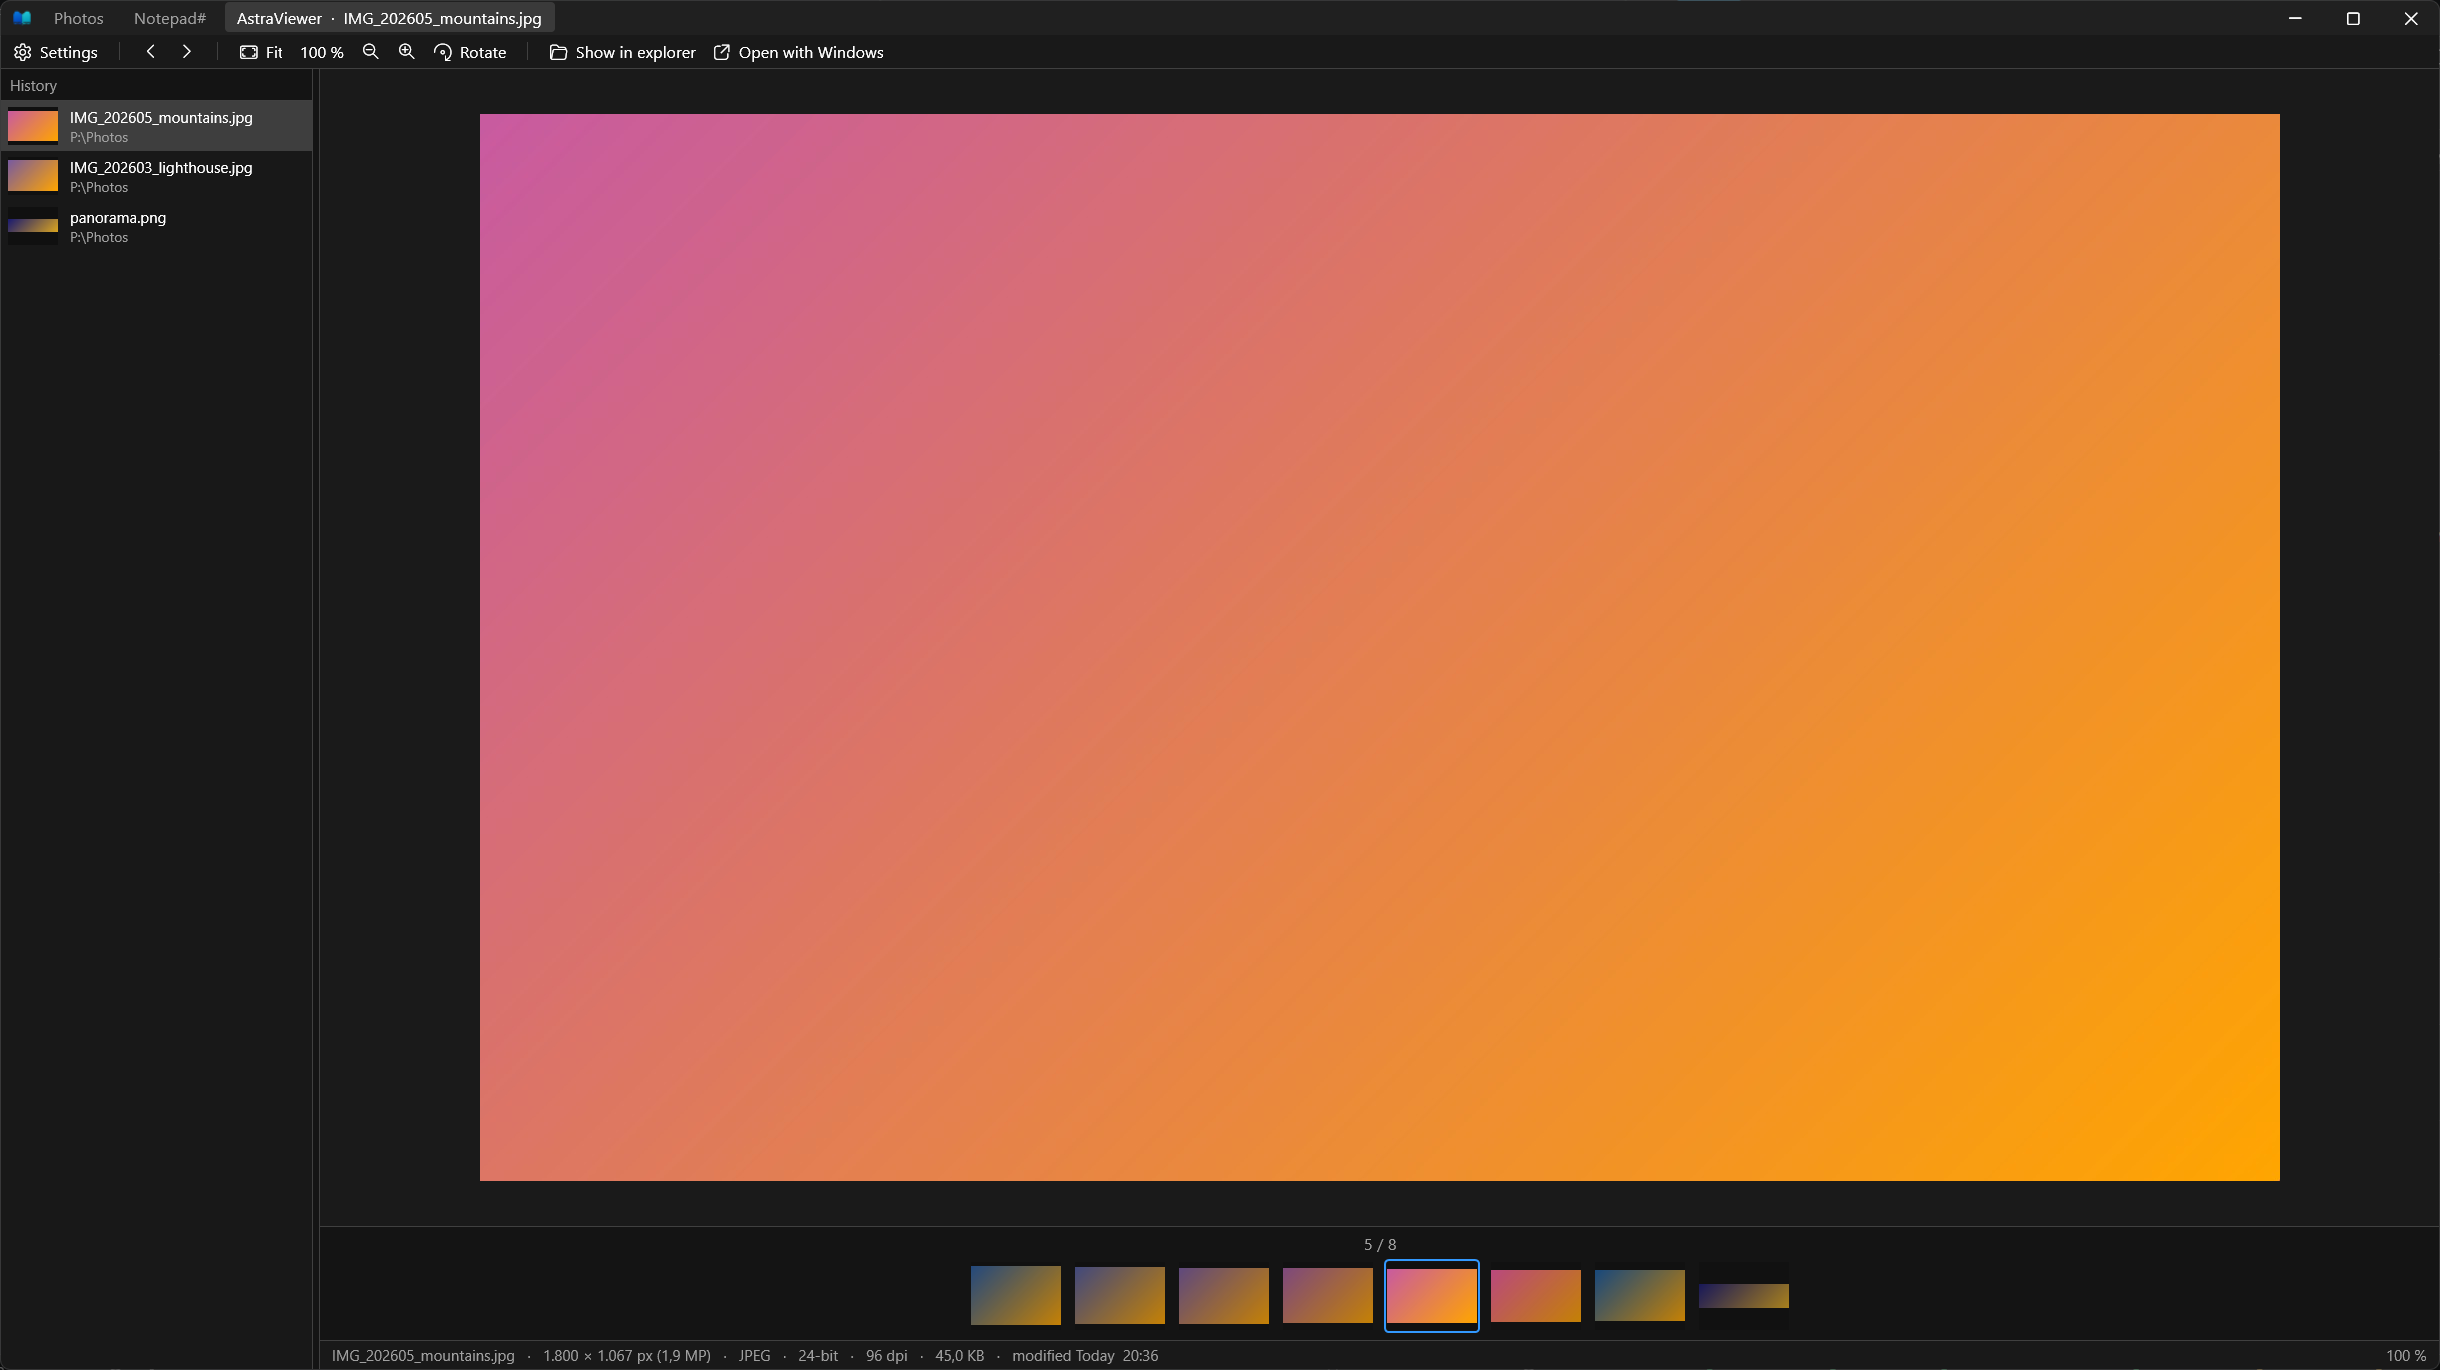 Photos Notepad# AstraViewer · IMG_202605_mountains.jpg
Settings Fit 100 % Rotate Show in explorer Open with Windows
History
IMG_202605_mountains.jpg
P:\Photos
IMG_202603_lighthouse.jpg
P:\Photos
panorama.png
P:\Photos
5 / 8
IMG_202605_mountains.jpg · 1.800 × 1.067 px (1,9 MP) · JPEG · 24-bit · 96 dpi · 45,0 KB · modified Today 20:36 100 %